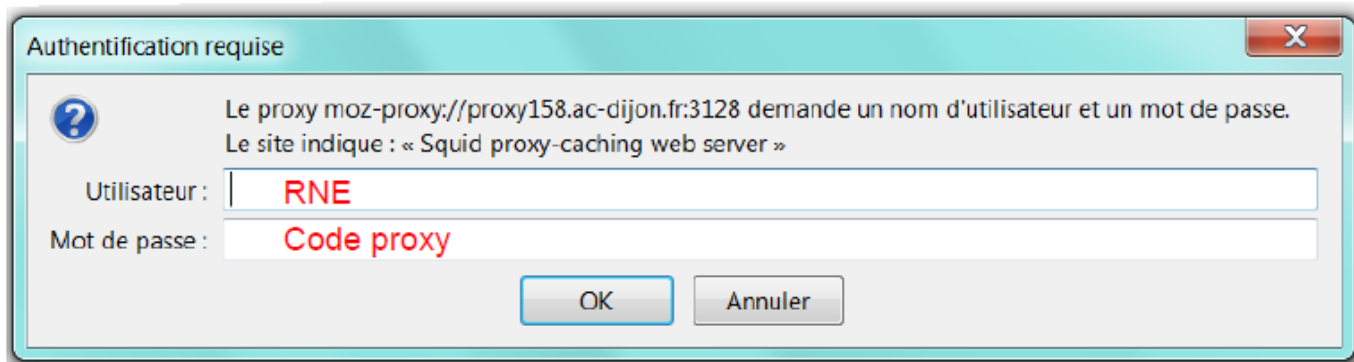 Authentification requise
Le proxy moz-proxy://proxy158.ac-dijon.fr:3128 demande un nom d'utilisateur et un mot de passe.
Le site indique : « Squid proxy-caching web server »
Utilisateur : RNE
Mot de passe : Code proxy
OK Annuler